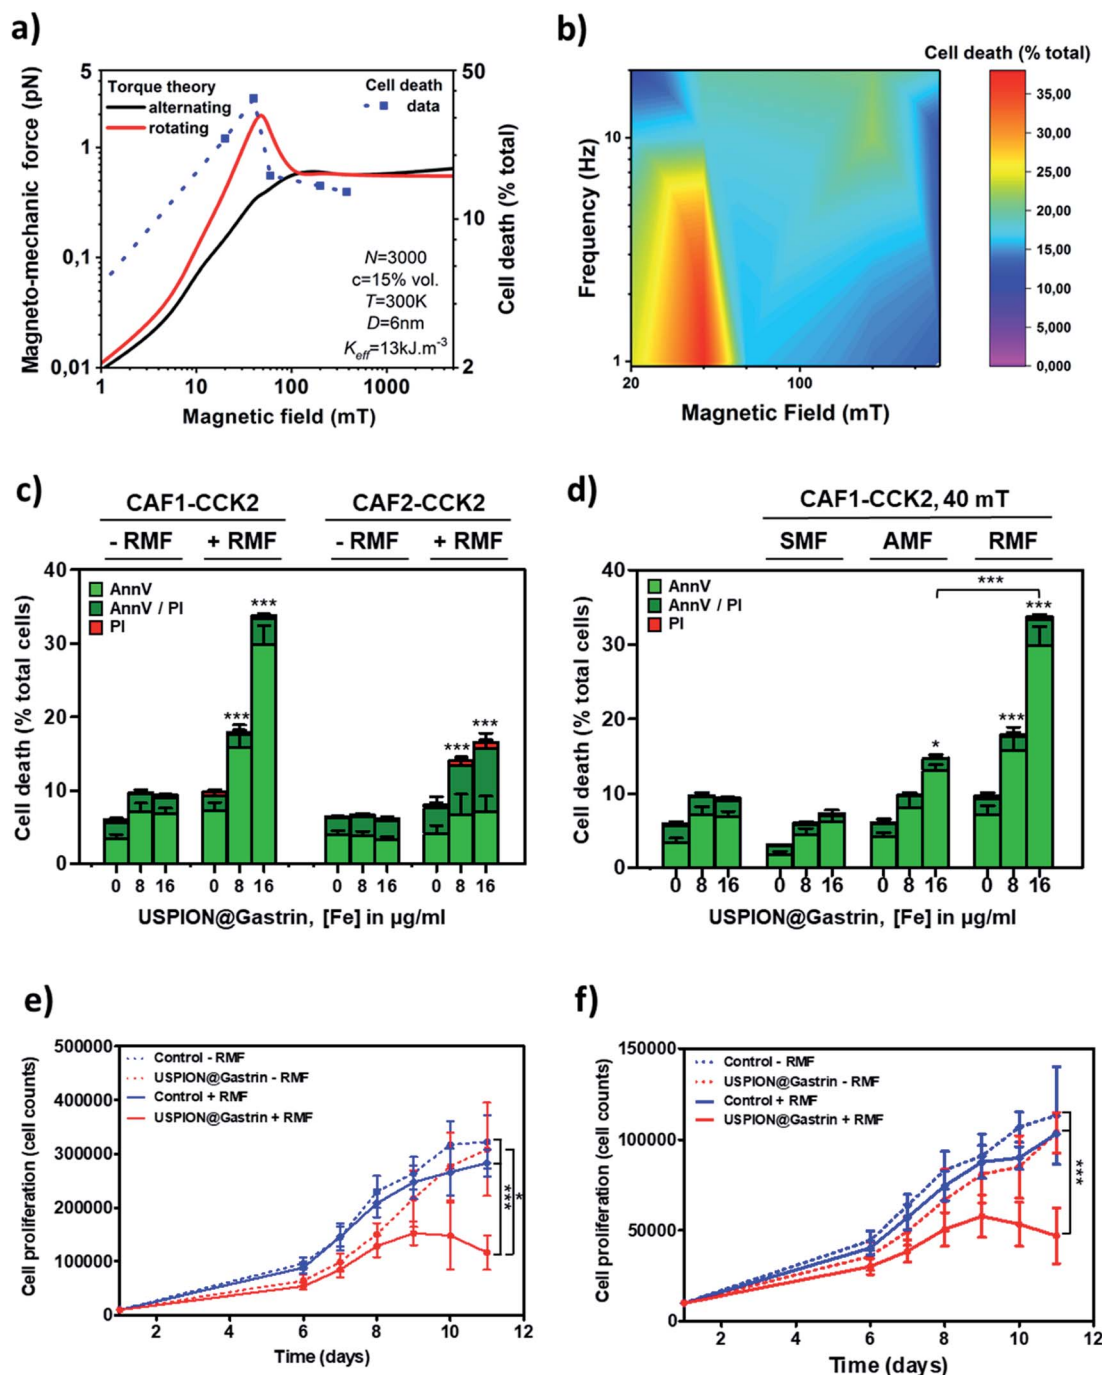 a)
5
1
0,1
0,01
Magneto-mechanic force (pN)
Torque theory
alternating
rotating
Cell death
data
N=3000
c=15% vol.
T=300K
D=6nm
K_eff=13kJ.m⁻³
50
10
2
Cell death (% total)
1 10 100 1000
Magnetic field (mT)
b)
Cell death (% total)
10
1
Frequency (Hz)
20 100
Magnetic Field (mT)
35,00
30,00
25,00
20,00
15,00
10,00
5,000
0,000
c)
CAF1-CCK2 CAF2-CCK2
- RMF + RMF - RMF + RMF
AnnV
AnnV / PI
PI
40
30
20
10
0
Cell death (% total cells)
*** *** *** ***
0 8 16 0 8 16 0 8 16 0 8 16
USPION@Gastrin, [Fe] in µg/ml
d)
CAF1-CCK2, 40 mT
SMF AMF RMF
AnnV
AnnV / PI
PI
40
30
20
10
0
Cell death (% total cells)
***
* *** ***
0 8 16 0 8 16 0 8 16 0 8 16
USPION@Gastrin, [Fe] in µg/ml
e)
500000
400000
300000
200000
100000
0
Cell proliferation (cell counts)
Control - RMF
USPION@Gastrin - RMF
Control + RMF
USPION@Gastrin + RMF
***
*
2 4 6 8 10 12
Time (days)
f)
150000
100000
50000
0
Cell proliferation (cell counts)
Control - RMF
USPION@Gastrin - RMF
Control + RMF
USPION@Gastrin + RMF
***
2 4 6 8 10 12
Time (days)